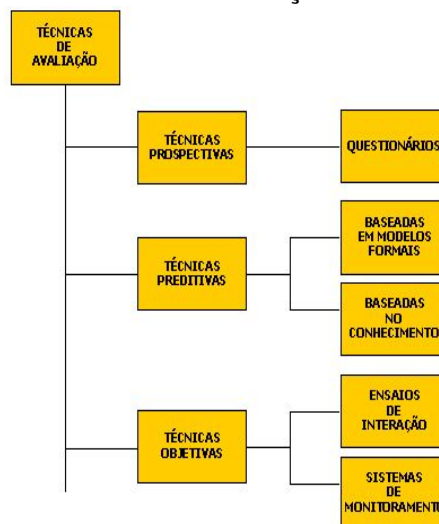 TÉCNICAS
DE
AVALIAÇÃO
TÉCNICAS
PROSPECTIVAS
QUESTIONÁRIOS
BASEADAS
EM MODELOS
FORMAIS
TÉCNICAS
PREDITIVAS
BASEADAS
NO
CONHECIMENTO
ENSAIOS
DE
INTERAÇÃO
TÉCNICAS
OBJETIVAS
SISTEMAS
DE
MONITORAMENTO